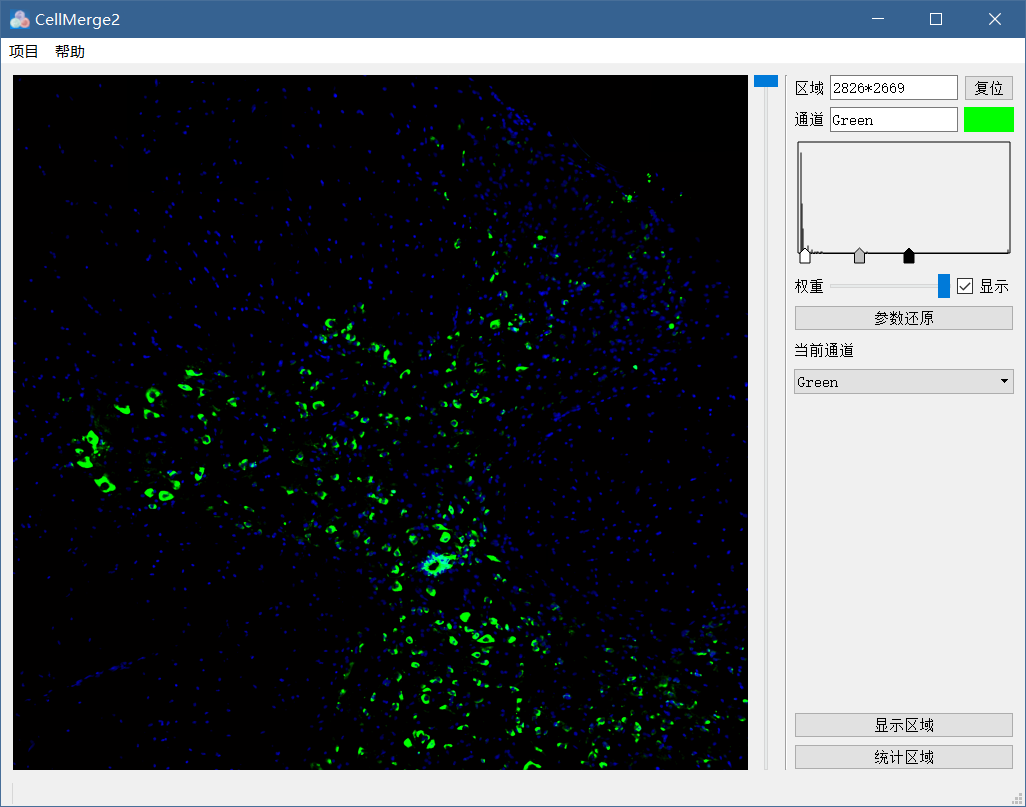 CellMerge2
项目 帮助
区域 2826*2669 复位
通道 Green
权重 显示
参数还原
当前通道
Green
显示区域
统计区域